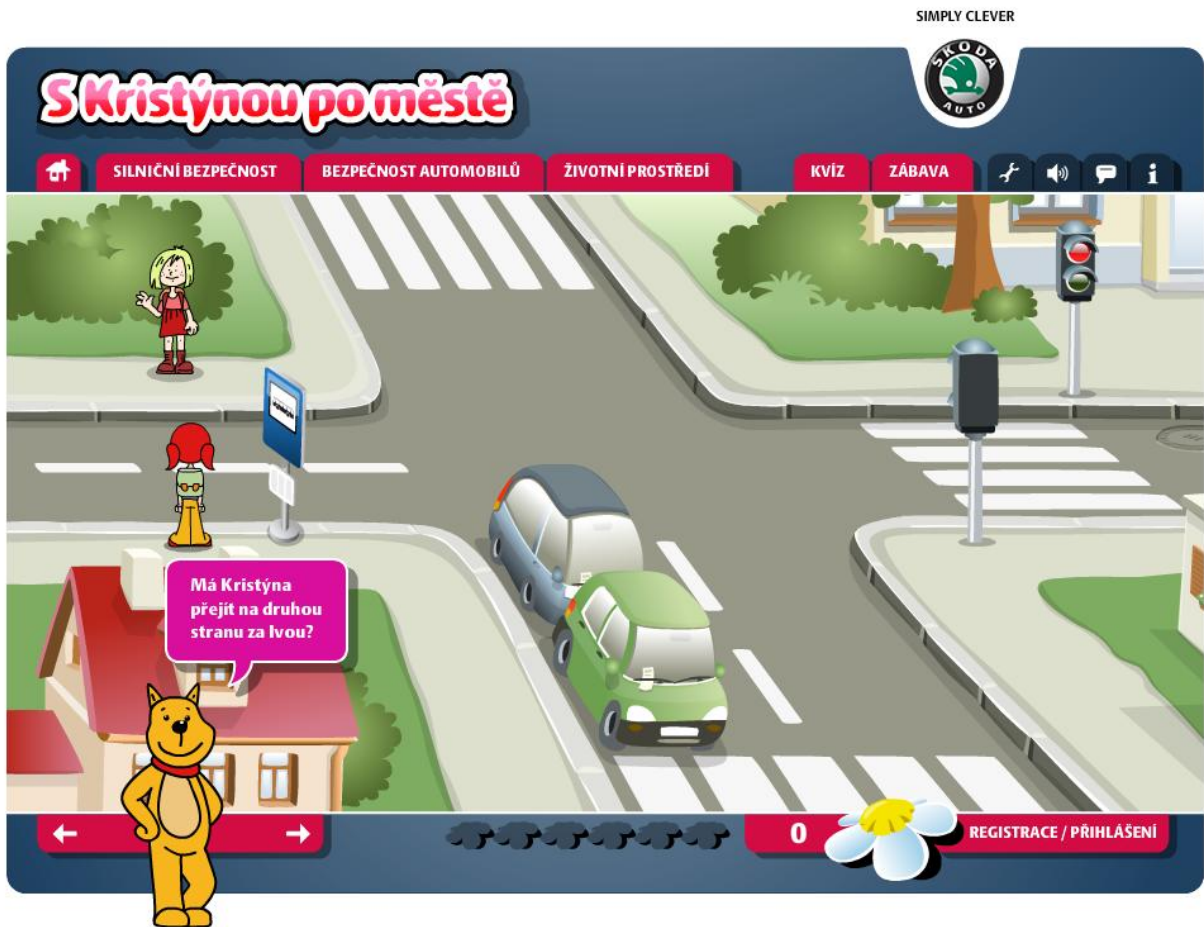 SIMPLY CLEVER
ŠKODA
AUTO
S Kristýnou po městě
SILNIČNÍ BEZPEČNOST
BEZPEČNOST AUTOMOBILŮ
ŽIVOTNÍ PROSTŘEDÍ
KVÍZ
ZÁBAVA
i
Má Kristýna
přejít na druhou
stranu za Ivou?
0
REGISTRACE / PŘIHLÁŠENÍ